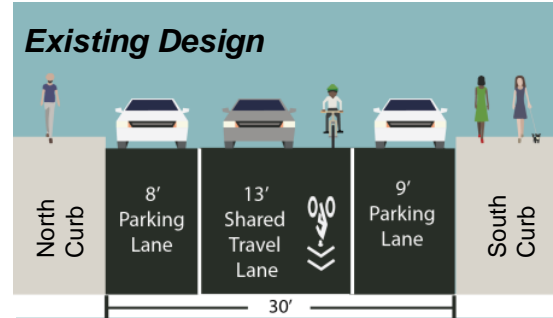 Existing Design
North
Curb
8’
Parking
Lane
13’
Shared
Travel
Lane
9’
Parking
Lane
South
Curb
30’